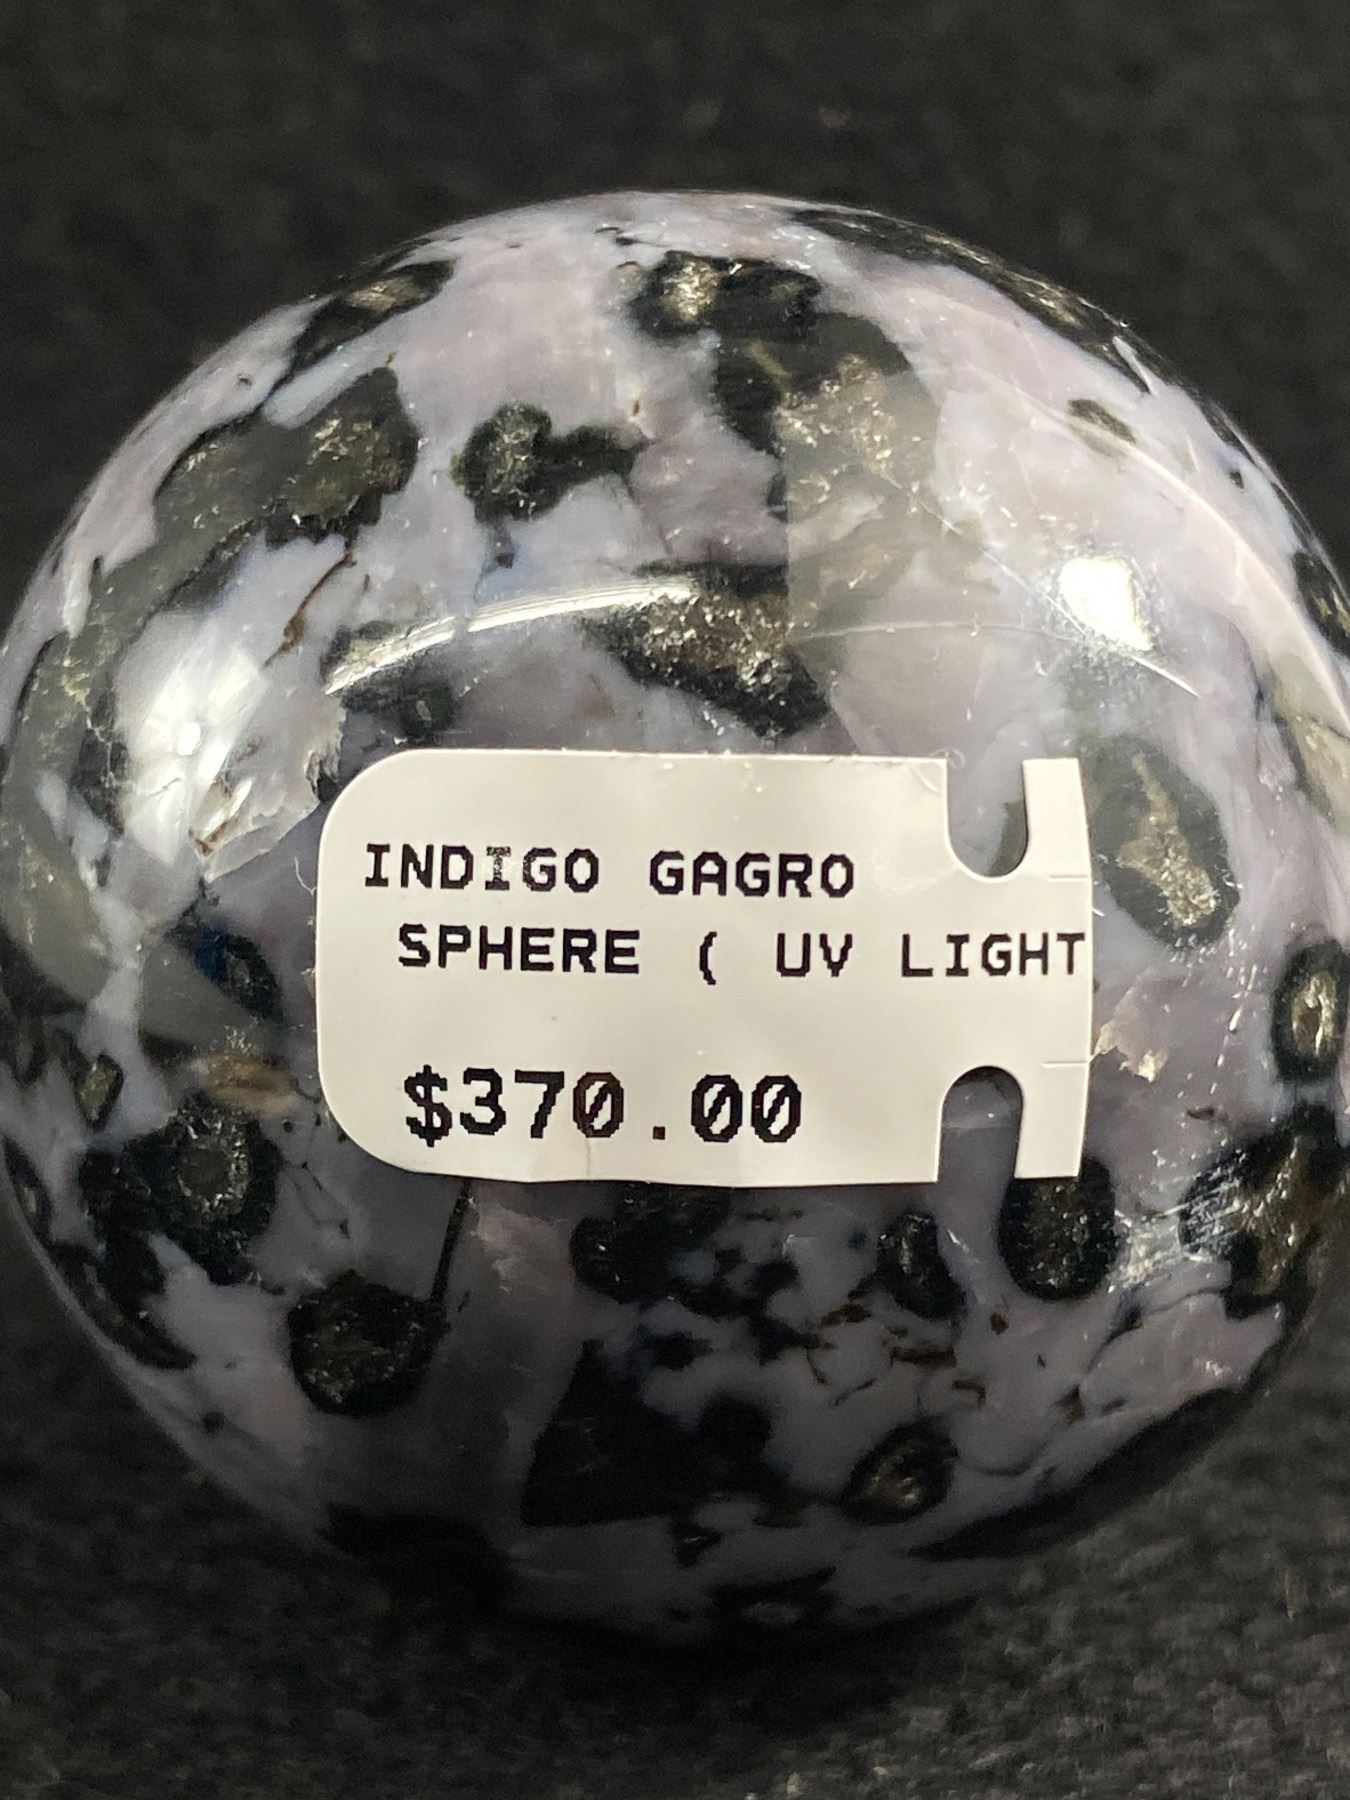 INDIGO GAGRO
SPHERE ( UV LIGHT
$370.00